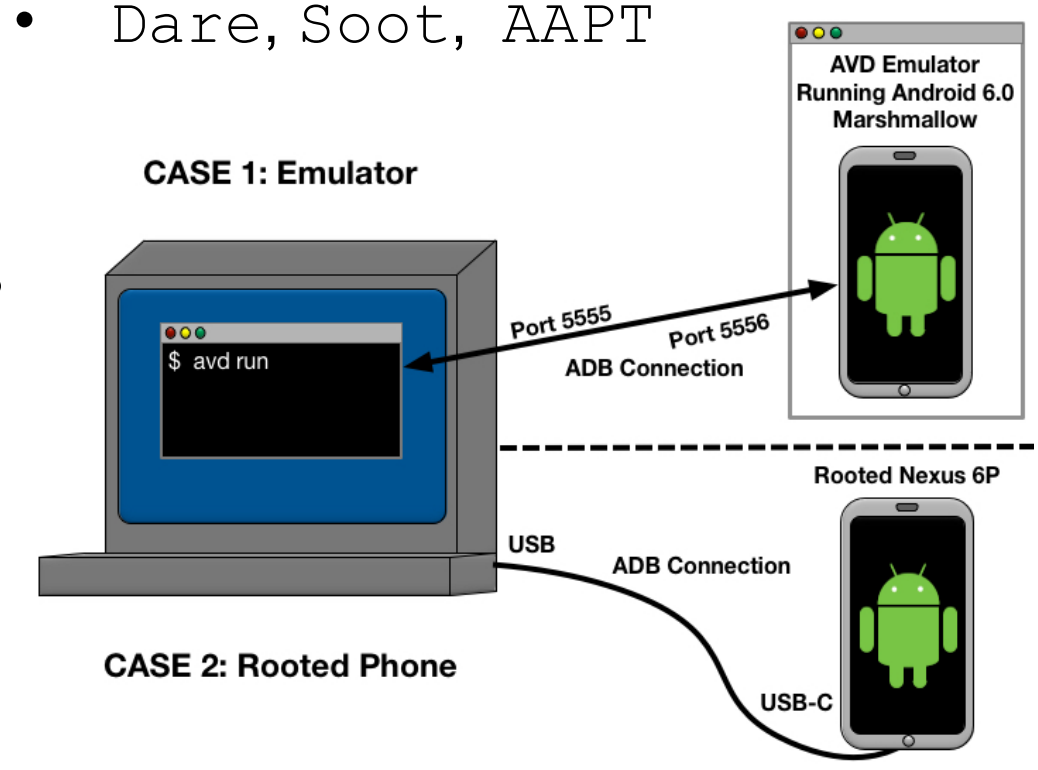 • Dare, Soot, AAPT
AVD Emulator
Running Android 6.0
Marshmallow
CASE 1: Emulator
$ avd run
Port 5555
Port 5556
ADB Connection
Rooted Nexus 6P
USB
ADB Connection
CASE 2: Rooted Phone
USB-C